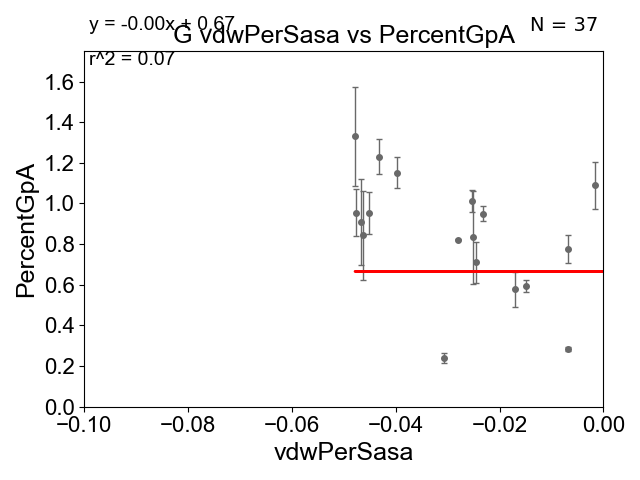 y = -0.00x + 0.67
G vdwPerSasa vs PercentGpA
N = 37
r^2 = 0.07
PercentGpA
1.6
1.4
1.2
1.0
0.8
0.6
0.4
0.2
0.0
−0.10
−0.08
−0.06
−0.04
−0.02
0.00
vdwPerSasa